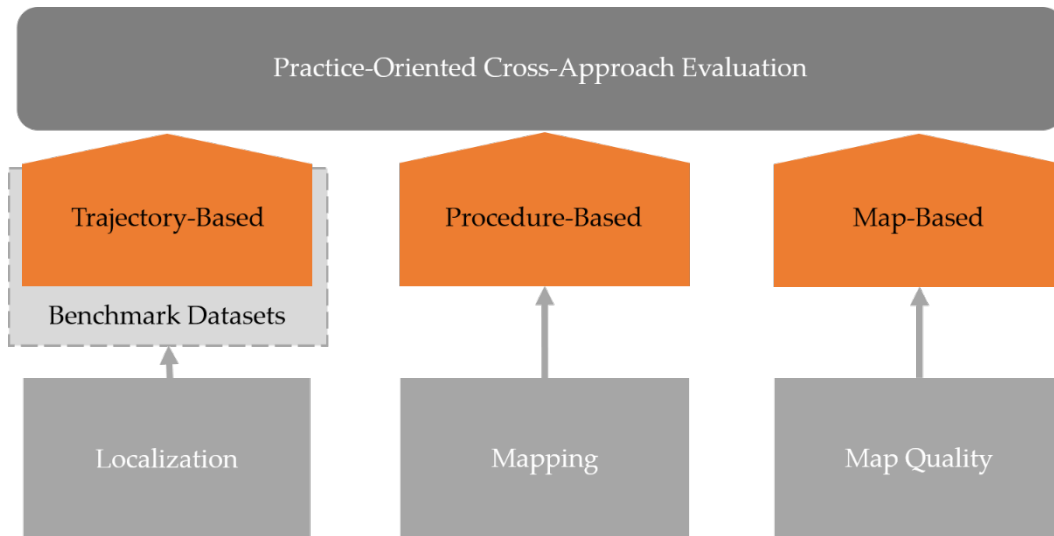 Practice-Oriented Cross-Approach Evaluation
Trajectory-Based
Procedure-Based
Map-Based
Benchmark Datasets
Localization
Mapping
Map Quality